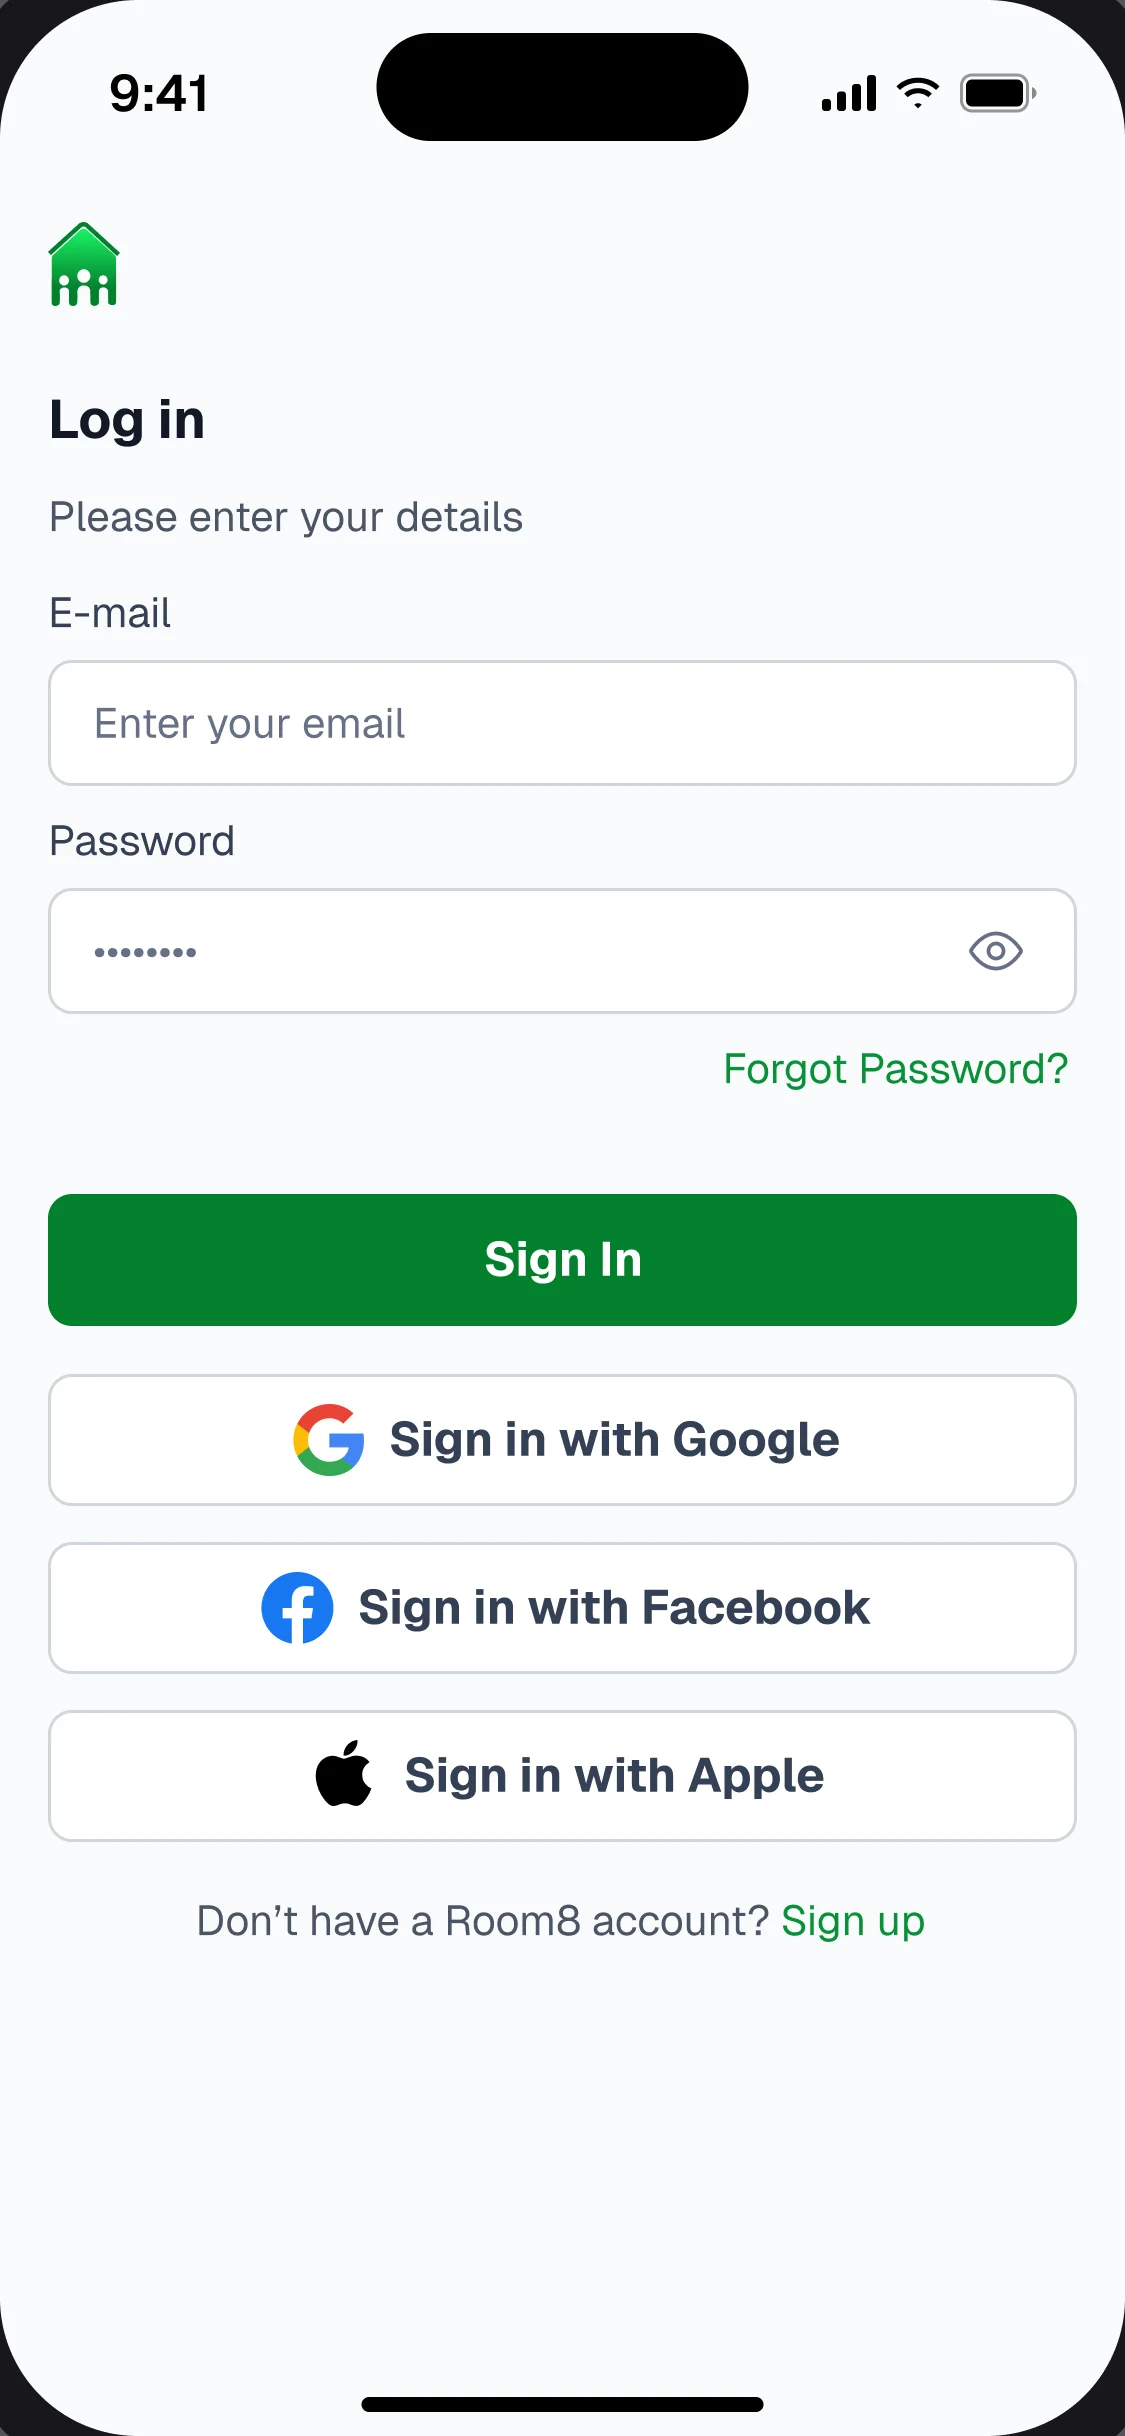 9:41
Log in
Please enter your details
E-mail
Enter your email
Password
••••••••
Forgot Password?
Sign In
Sign in with Google
Sign in with Facebook
Sign in with Apple
Don’t have a Room8 account? Sign up